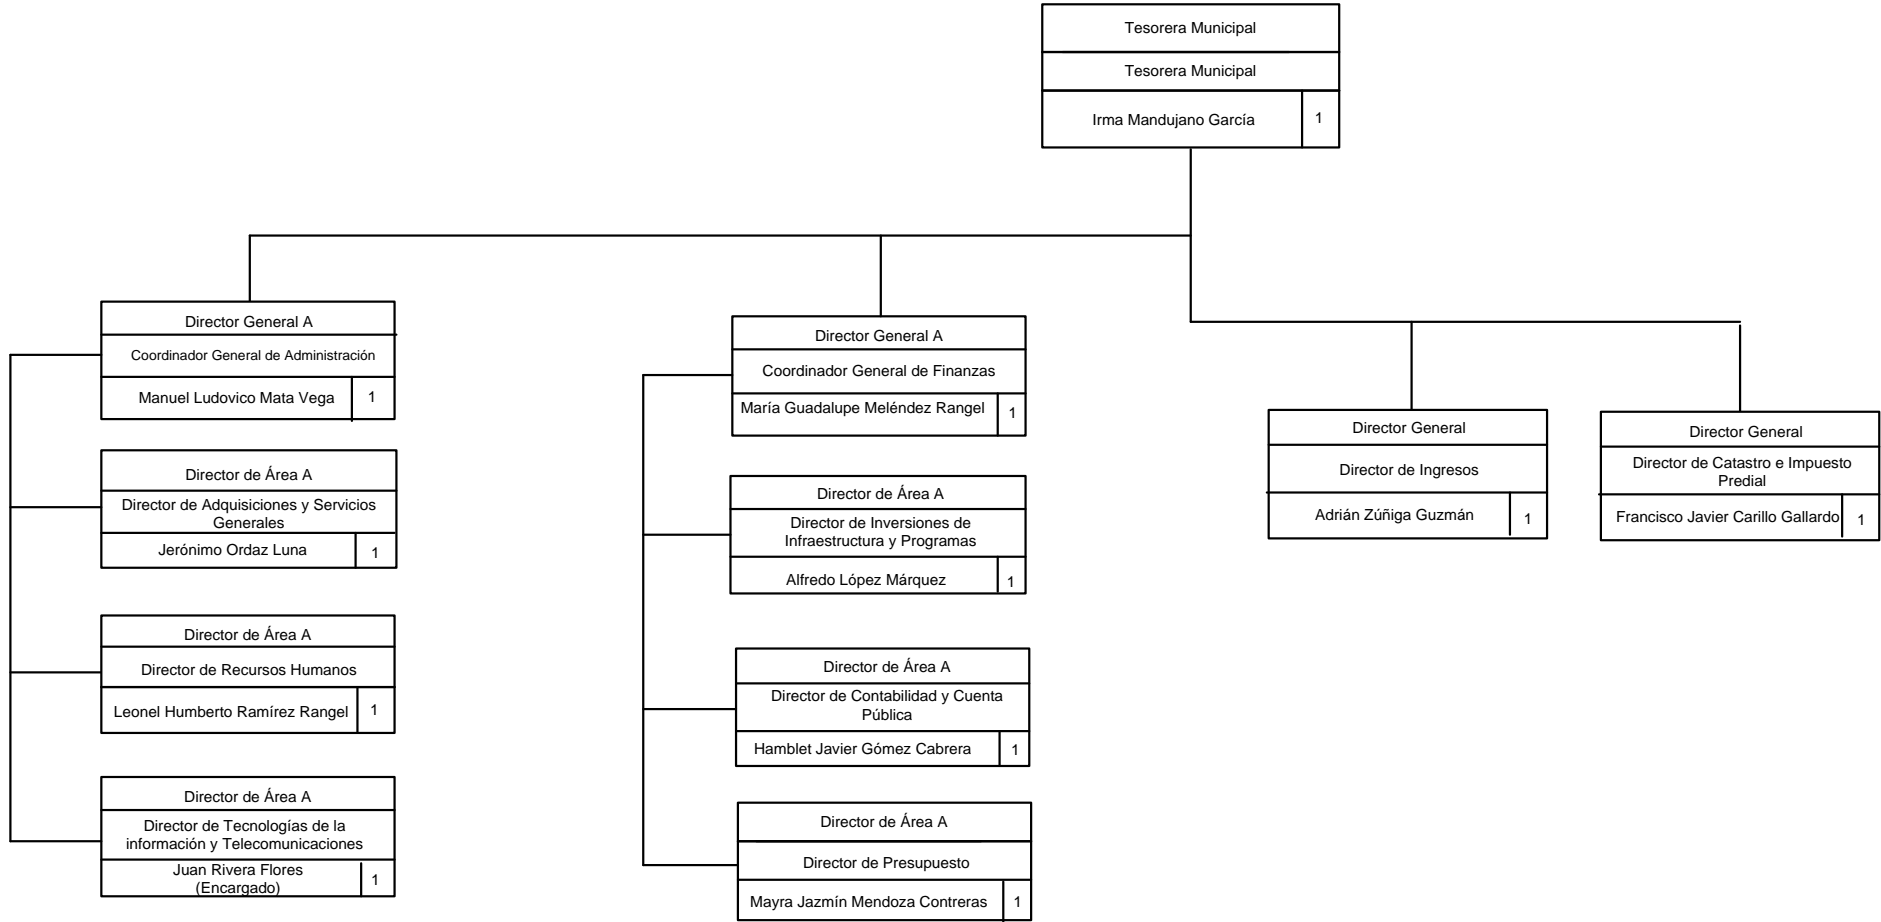 Tesorera Municipal
Tesorera Municipal
Irma Mandujano García
1
Director General A
Coordinador General de Administración
Manuel Ludovico Mata Vega
1
Director de Área A
Director de Adquisiciones y Servicios
Generales
Jerónimo Ordaz Luna
1
Director de Área A
Director de Recursos Humanos
Leonel Humberto Ramírez Rangel
1
Director de Área A
Director de Tecnologías de la
información y Telecomunicaciones
Juan Rivera Flores
(Encargado)
1
Director General A
Coordinador General de Finanzas
María Guadalupe Meléndez Rangel
1
Director de Área A
Director de Inversiones de
Infraestructura y Programas
Alfredo López Márquez
1
Director de Área A
Director de Contabilidad y Cuenta
Pública
Hamblet Javier Gómez Cabrera
1
Director de Área A
Director de Presupuesto
Mayra Jazmín Mendoza Contreras
1
Director General
Director de Ingresos
Adrián Zúñiga Guzmán
1
Director General
Director de Catastro e Impuesto
Predial
Francisco Javier Carillo Gallardo
1